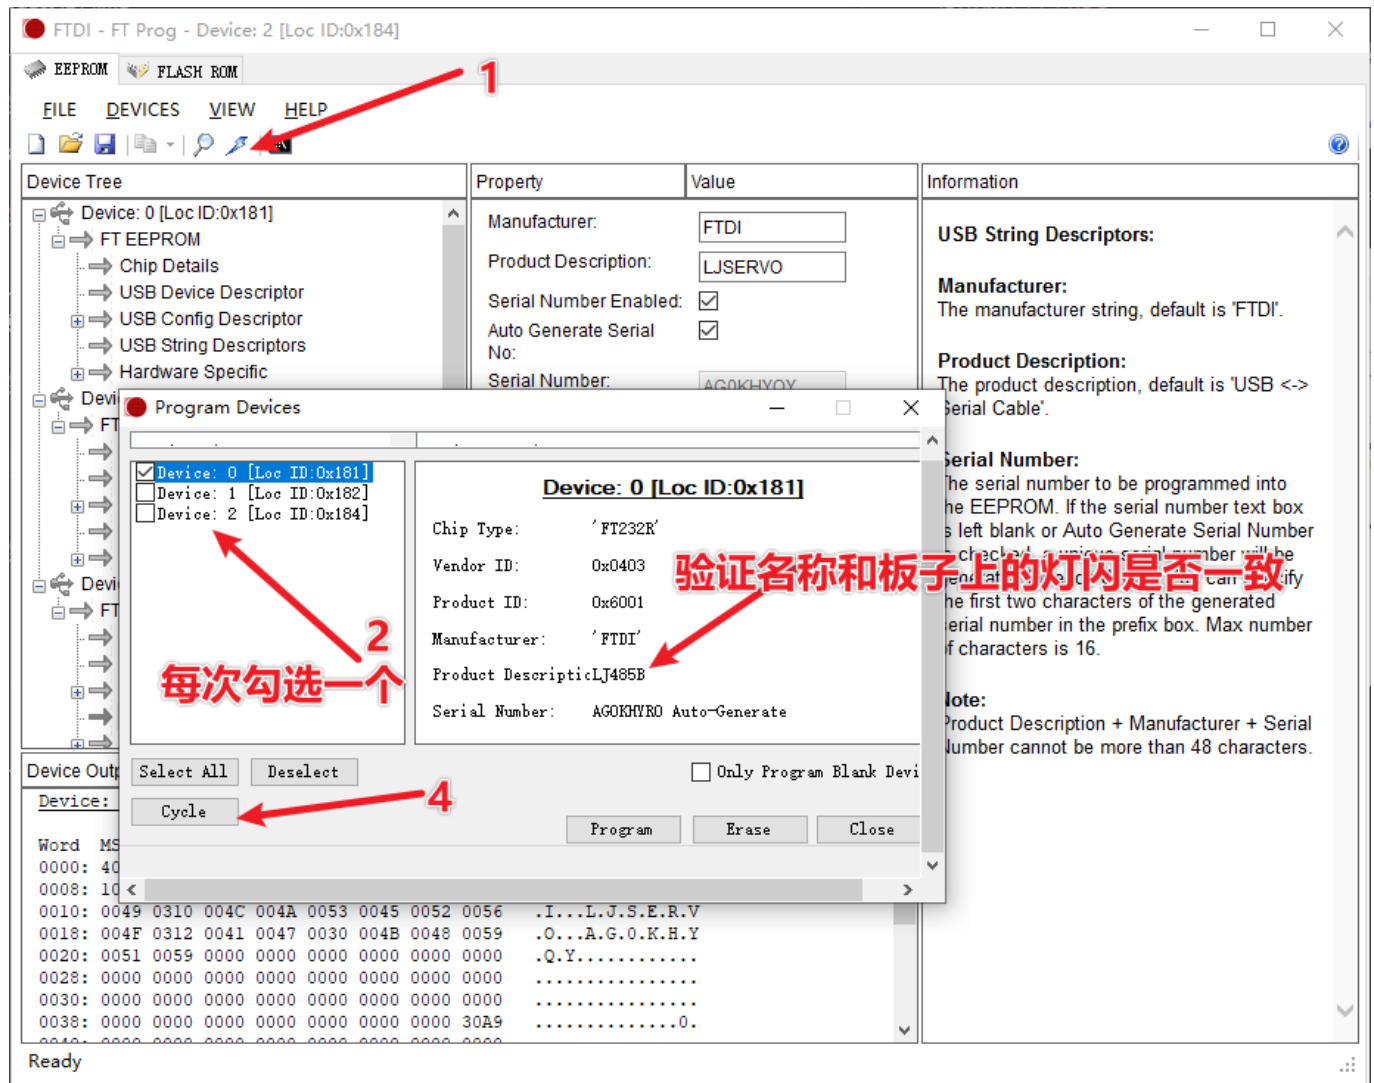 FTDI - FT Prog - Device: 2 [Loc ID:0x184]
EEPROM
FLASH ROM
1
FILE DEVICES VIEW HELP
Device Tree
Property
Value
Information
Device: 0 [Loc ID:0x181]
FT EEPROM
Chip Details
USB Device Descriptor
USB Config Descriptor
USB String Descriptors
Hardware Specific
Devi
FT
Devi
FT
Manufacturer:
FTDI
Product Description:
LJSERVO
Serial Number Enabled:
Auto Generate Serial
No:
Serial Number:
AG0KHYQY
USB String Descriptors:
Manufacturer:
The manufacturer string, default is 'FTDI'.
Product Description:
The product description, default is 'USB <->
Serial Cable'.
Serial Number:
The serial number to be programmed into
he EEPROM. If the serial number text box
s left blank or Auto Generate Serial Number
he first two characters of the generated
serial number in the prefix box. Max number
of characters is 16.
Note:
Product Description + Manufacturer + Serial
Number cannot be more than 48 characters.
Program Devices
Device: 0 [Loc ID:0x181]
Device: 1 [Loc ID:0x182]
Device: 2 [Loc ID:0x184]
2
每次勾选一个
Device: 0 [Loc ID:0x181]
Chip Type: 'FT232R'
Vendor ID: 0x0403
验证名称和板子上的灯闪是否一致
Product ID: 0x6001
Manufacturer: 'FTDI'
Product Descriptic LJ485B
Serial Number: AG0KHYRO Auto-Generate
Select All
Deselect
Only Program Blank Devi
Cycle
4
Program
Erase
Close
Device Outp
Device:
Word MS
0000: 40
0008: 10
0010: 0049 0310 004C 004A 0053 0045 0052 0056 .I...L.J.S.E.R.V
0018: 004F 0312 0041 0047 0030 004B 0048 0059 .O...A.G.0.K.H.Y
0020: 0051 0059 0000 0000 0000 0000 0000 0000 .Q.Y............
0028: 0000 0000 0000 0000 0000 0000 0000 0000 ................
0030: 0000 0000 0000 0000 0000 0000 0000 0000 ................
0038: 0000 0000 0000 0000 0000 0000 0000 30A9 ..............0.
Ready